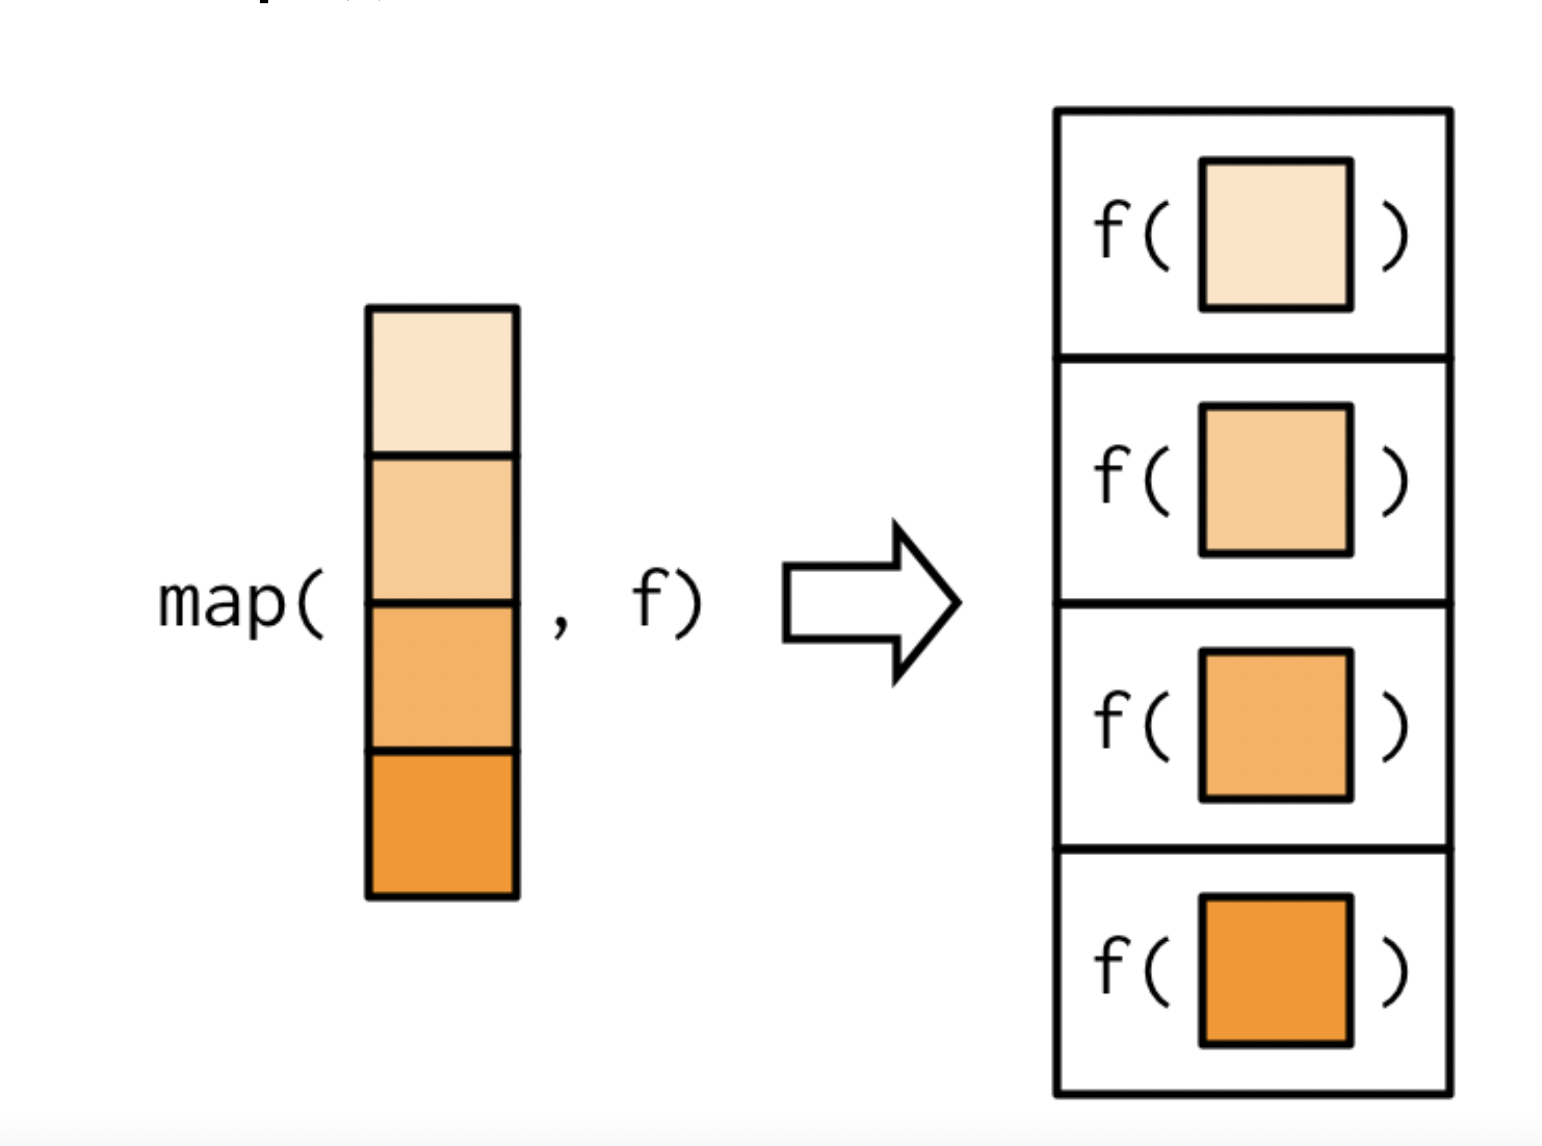 f( )
f( )
map( , f)
f( )
f( )